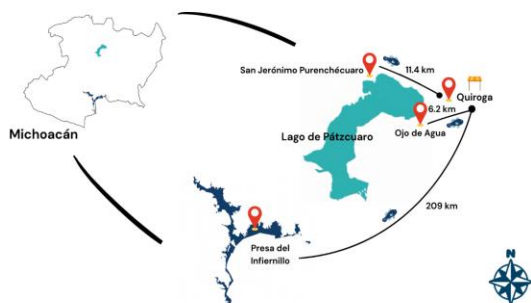 San Jerónimo Purenchécuaro
11.4 km
Quiroga
6.2 km
Ojo de Agua
Michoacán
Lago de Pátzcuaro
209 km
Presa del
Infiernillo
N